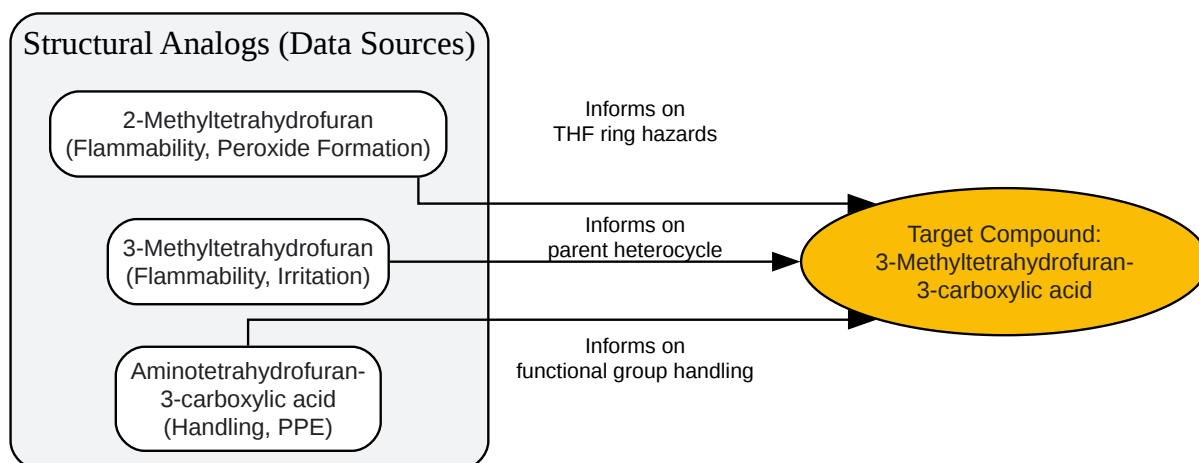 Structural Analogs (Data Sources)
2-Methyltetrahydrofuran
(Flammability, Peroxide Formation)
Informs on
THF ring hazards
3-Methyltetrahydrofuran
(Flammability, Irritation)
Informs on
parent heterocycle
Target Compound:
3-Methyltetrahydrofuran-
3-carboxylic acid
Aminotetrahydrofuran-
3-carboxylic acid
(Handling, PPE)
Informs on
functional group handling